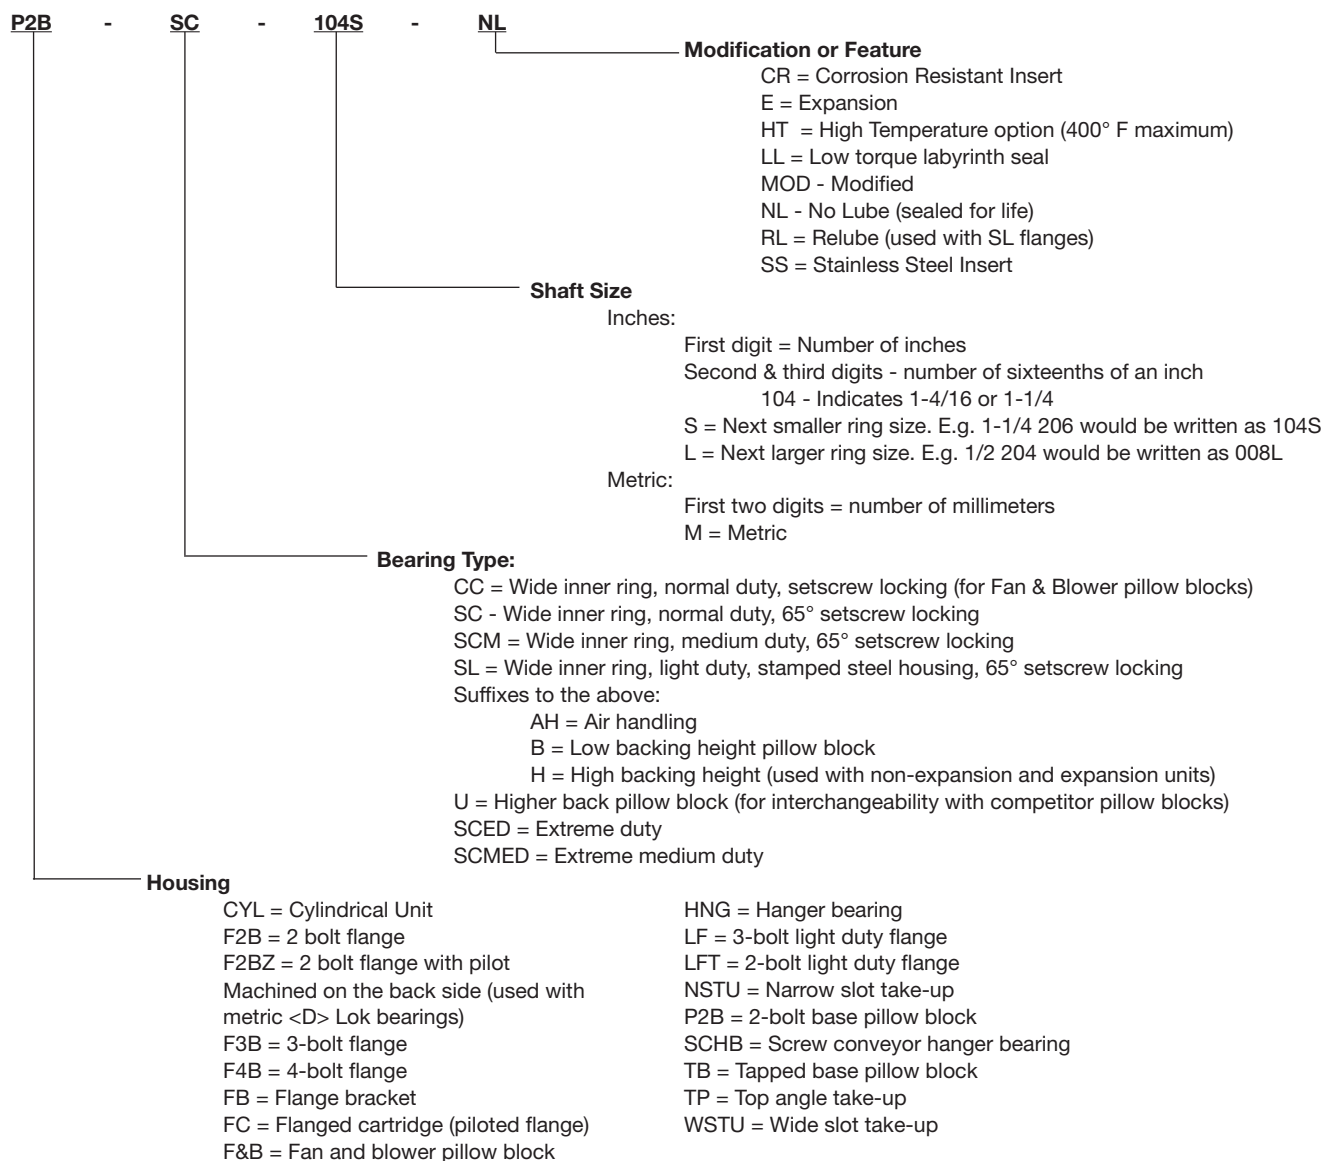 P2B - SC - 104S - NL
Modification or Feature
CR = Corrosion Resistant Insert
E = Expansion
HT = High Temperature option (400° F maximum)
LL = Low torque labyrinth seal
MOD - Modified
NL - No Lube (sealed for life)
RL = Relube (used with SL flanges)
SS = Stainless Steel Insert
Shaft Size
Inches:
First digit = Number of inches
Second & third digits - number of sixteenths of an inch
104 - Indicates 1-4/16 or 1-1/4
S = Next smaller ring size. E.g. 1-1/4 206 would be written as 104S
L = Next larger ring size. E.g. 1/2 204 would be written as 008L
Metric:
First two digits = number of millimeters
M = Metric
Bearing Type:
CC = Wide inner ring, normal duty, setscrew locking (for Fan & Blower pillow blocks)
SC - Wide inner ring, normal duty, 65° setscrew locking
SCM = Wide inner ring, medium duty, 65° setscrew locking
SL = Wide inner ring, light duty, stamped steel housing, 65° setscrew locking
Suffixes to the above:
AH = Air handling
B = Low backing height pillow block
H = High backing height (used with non-expansion and expansion units)
U = Higher back pillow block (for interchangeability with competitor pillow blocks)
SCED = Extreme duty
SCMED = Extreme medium duty
Housing
CYL = Cylindrical Unit
F2B = 2 bolt flange
F2BZ = 2 bolt flange with pilot
Machined on the back side (used with
metric <D> Lok bearings)
F3B = 3-bolt flange
F4B = 4-bolt flange
FB = Flange bracket
FC = Flanged cartridge (piloted flange)
F&B = Fan and blower pillow block
HNG = Hanger bearing
LF = 3-bolt light duty flange
LFT = 2-bolt light duty flange
NSTU = Narrow slot take-up
P2B = 2-bolt base pillow block
SCHB = Screw conveyor hanger bearing
TB = Tapped base pillow block
TP = Top angle take-up
WSTU = Wide slot take-up